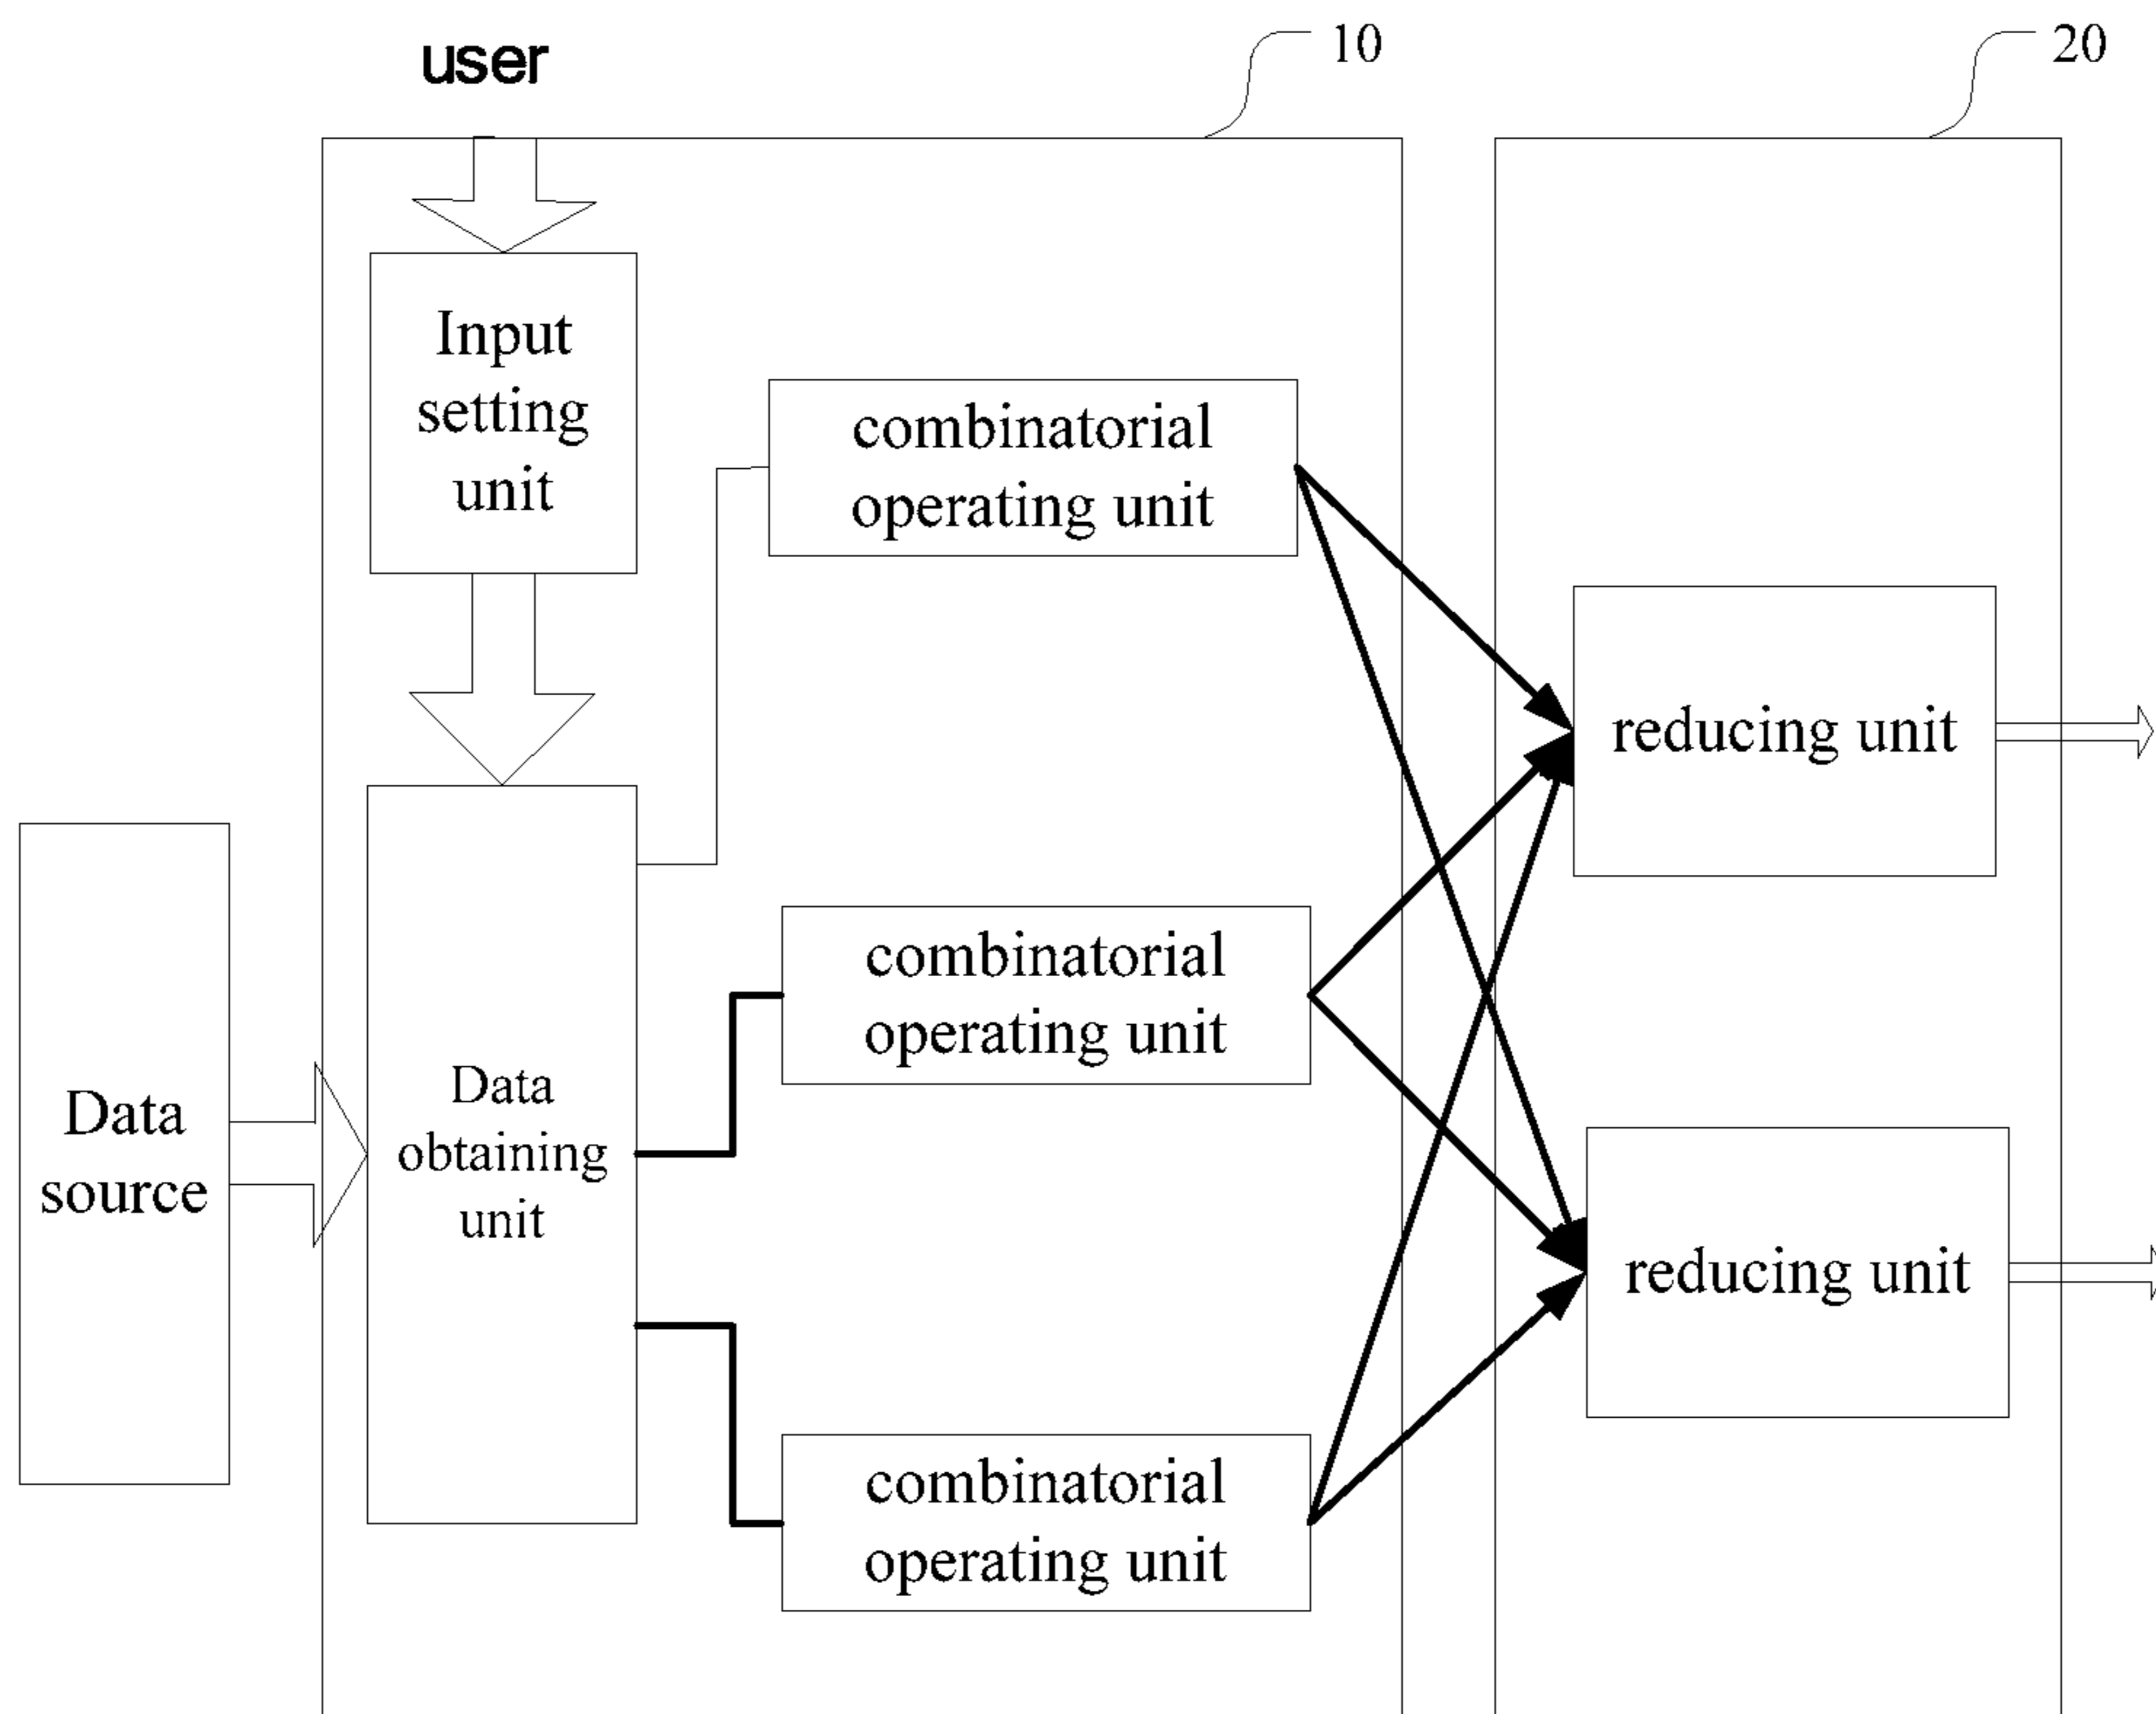 user
10
20
Input
setting
unit
combinatorial
operating unit
reducing unit
Data
source
Data
obtaining
unit
combinatorial
operating unit
reducing unit
combinatorial
operating unit